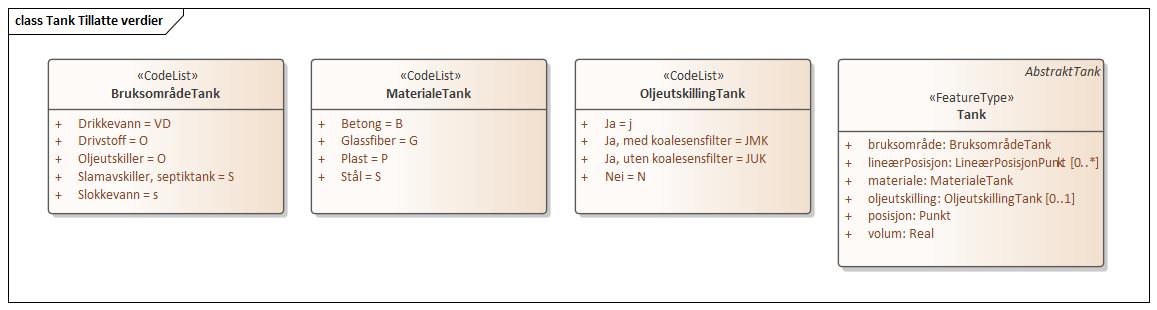 class Tank Tillatte verdier
«CodeList»
BruksområdeTank
+ Drikkevann = VD
+ Drivstoff = O
+ Oljeutskiller = O
+ Slamavskiller, septiktank = S
+ Slokkevann = s
«CodeList»
MaterialeTank
+ Betong = B
+ Glassfiber = G
+ Plast = P
+ Stål = S
«CodeList»
OljeutskillingTank
+ Ja = j
+ Ja, med koalesensfilter = JMK
+ Ja, uten koalesensfilter = JUK
+ Nei = N
AbstraktTank
«FeatureType»
Tank
+ bruksområde: BruksområdeTank
+ lineærPosisjon: LineærPosisjonPunkt [0..*]
+ materiale: MaterialeTank
+ oljeutskilling: OljeutskillingTank [0..1]
+ posisjon: Punkt
+ volum: Real